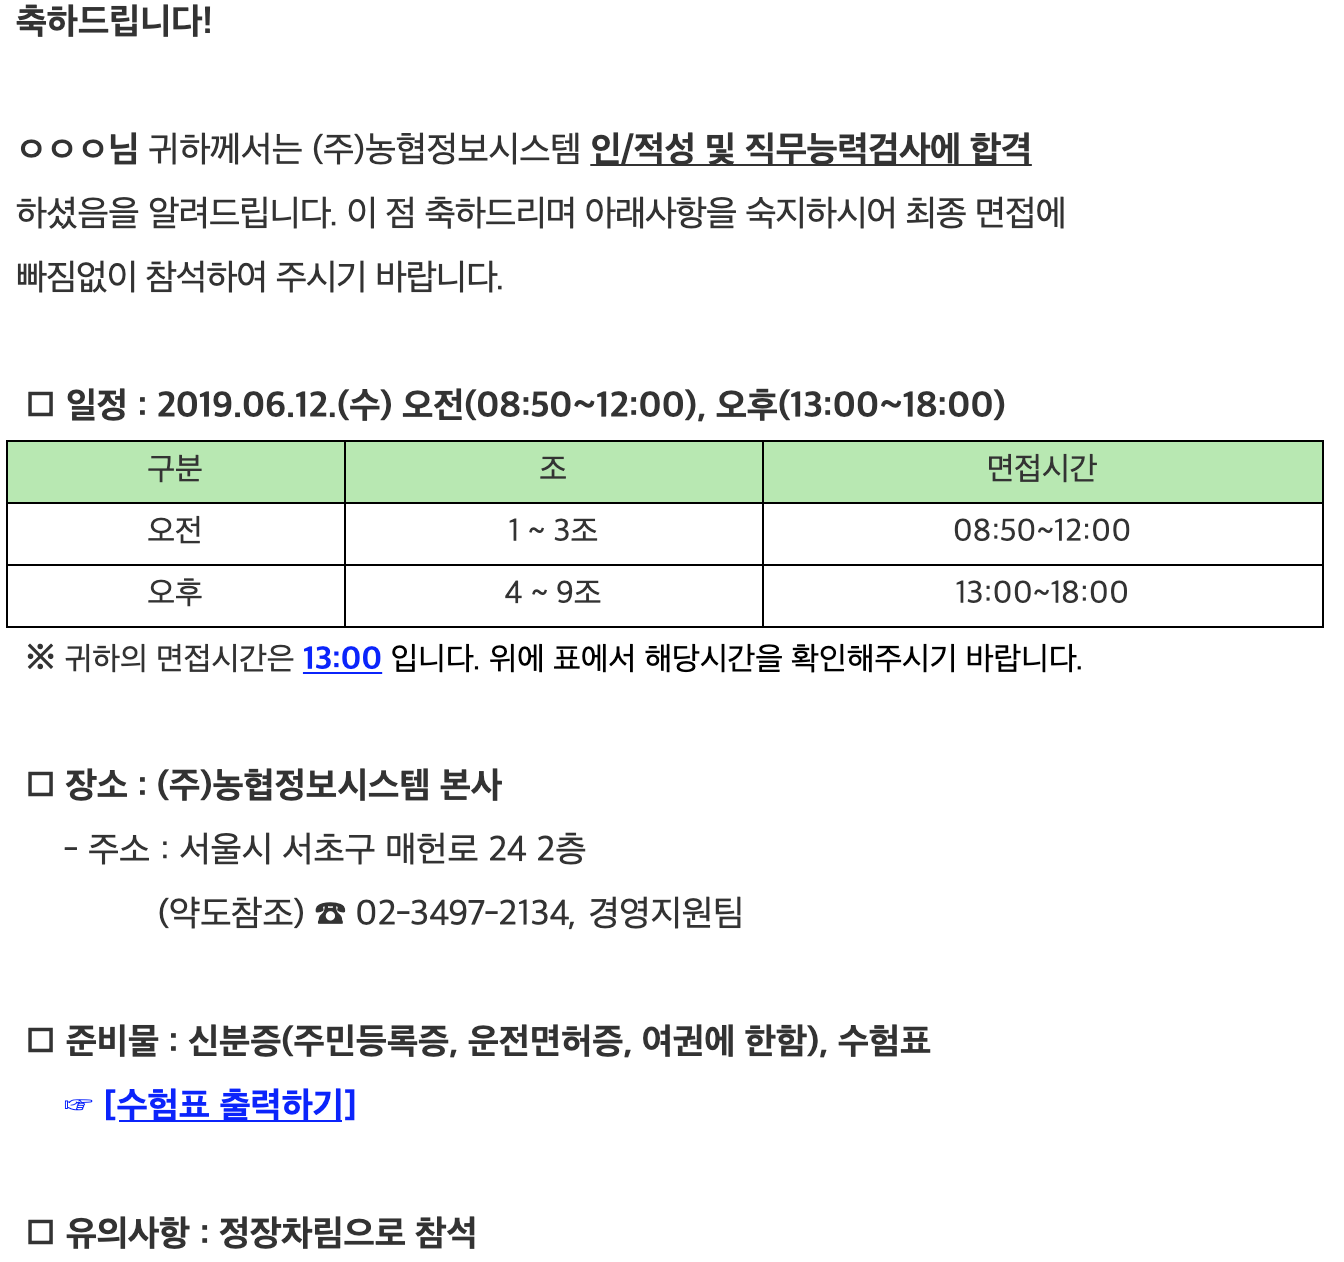 축하드립니다!
ㅇㅇㅇ님 귀하께서는 (주)농협정보시스템 인/적성 및 직무능력검사에 합격
하셨음을 알려드립니다. 이 점 축하드리며 아래사항을 숙지하시어 최종 면접에
빠짐없이 참석하여 주시기 바랍니다.
□ 일정 : 2019.06.12.(수) 오전(08:50~12:00), 오후(13:00~18:00)
구분 조 면접시간
오전 1 ~ 3조 08:50~12:00
오후 4 ~ 9조 13:00~18:00
※ 귀하의 면접시간은 13:00 입니다. 위에 표에서 해당시간을 확인해주시기 바랍니다.
□ 장소 : (주)농협정보시스템 본사
- 주소 : 서울시 서초구 매헌로 24 2층
(약도참조) ☎ 02-3497-2134, 경영지원팀
□ 준비물 : 신분증(주민등록증, 운전면허증, 여권에 한함), 수험표
☞ [수험표 출력하기]
□ 유의사항 : 정장차림으로 참석